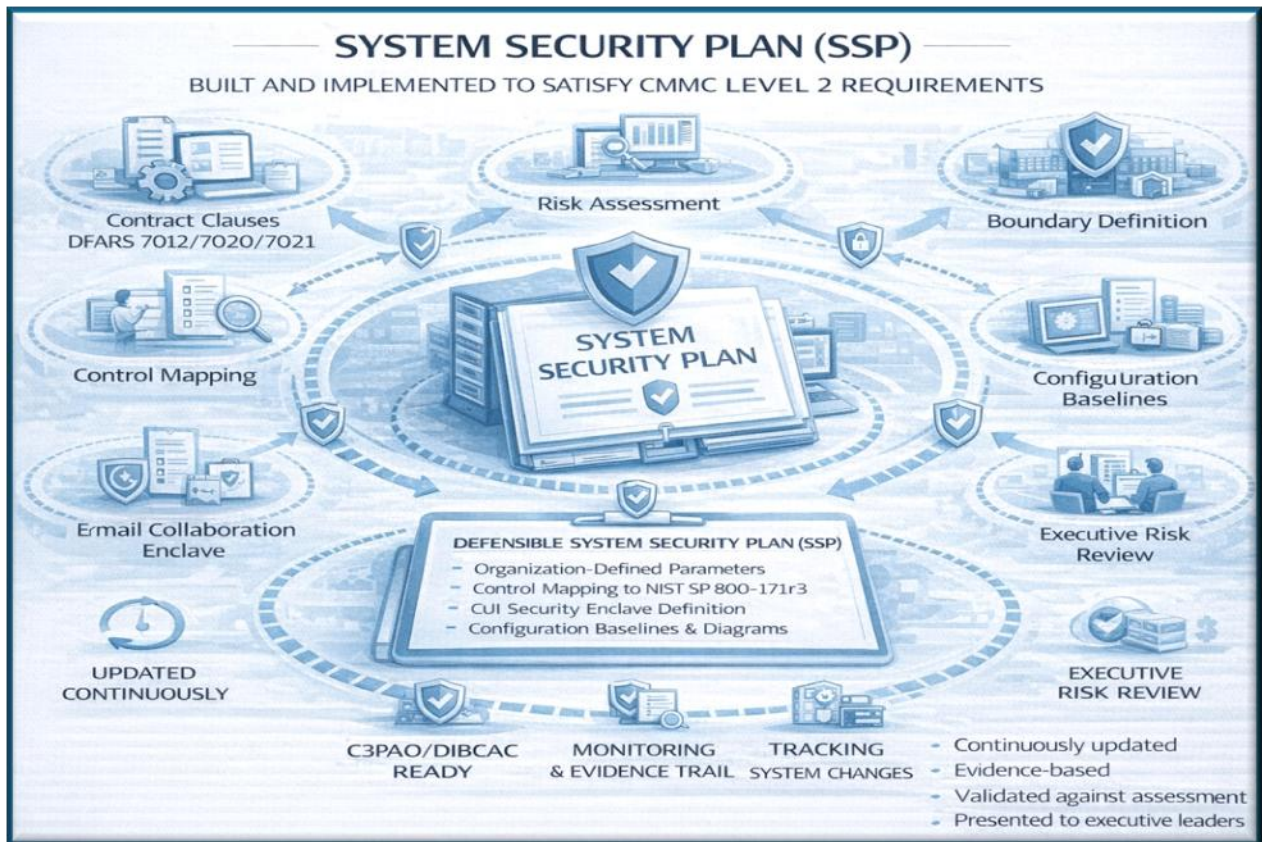 SYSTEM SECURITY PLAN (SSP)
BUILT AND IMPLEMENTED TO SATISFY CMMC LEVEL 2 REQUIREMENTS
Contract Clauses
DFARS 7012/7020/7021
Risk Assessment
Boundary Definition
Control Mapping
SYSTEM
SECURITY PLAN
ConfiguUration
Baselines
Ermail Collaboration
Enclave
Executive Risk
Review
DEFENSIBLE SYSTEM SECURITY PLAN (SSP)
- Organization-Defined Parameters
- Control Mapping to NIST SP 800-171r3
- CUI Security Enclave Definition
- Configuration Baselines & Diagrams
UPDATED
CONTINUOUSLY
EXECUTIVE
RISK REVIEW
C3PAO/DIBCAC
READY
MONITORING
& EVIDENCE TRAIL
TRACKING
SYSTEM CHANGES
- Continuously updated
- Evidence-based
- Validated against assessment
- Presented to executive leaders